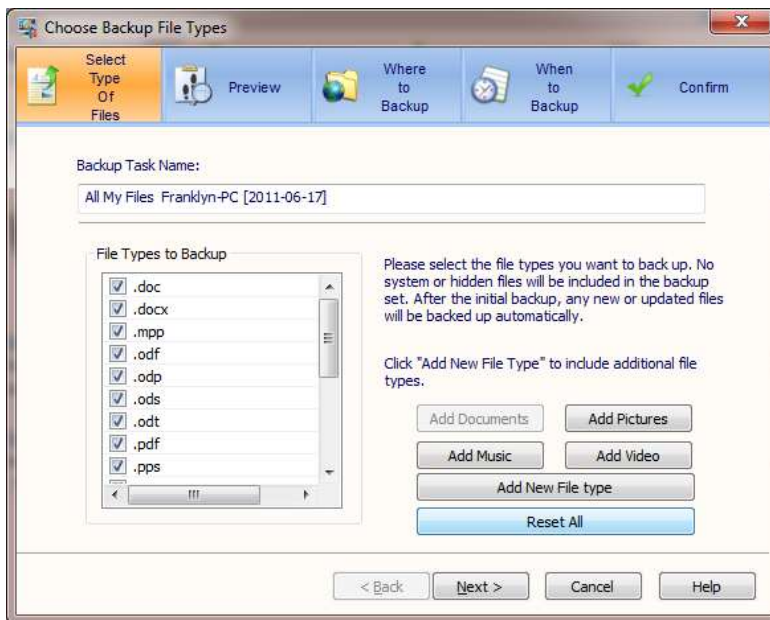 Choose Backup File Types
Select
Type
Of
Files
Preview
Where
to
Backup
When
to
Backup
Confirm
Backup Task Name:
All My Files Franklyn-PC [2011-06-17]
File Types to Backup
.doc
.docx
.mpp
.odf
.odp
.ods
.odt
.pdf
.pps
Please select the file types you want to back up. No
system or hidden files will be included in the backup
set. After the initial backup, any new or updated files
will be backed up automatically.
Click "Add New File Type" to include additional file
types.
Add Documents
Add Pictures
Add Music
Add Video
Add New File type
Reset All
< Back
Next >
Cancel
Help